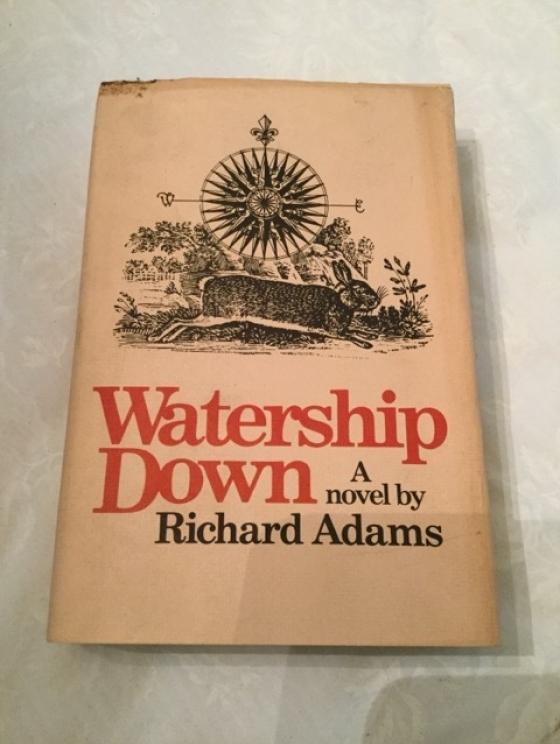 W E
Watership
Down
A
novel by
Richard Adams